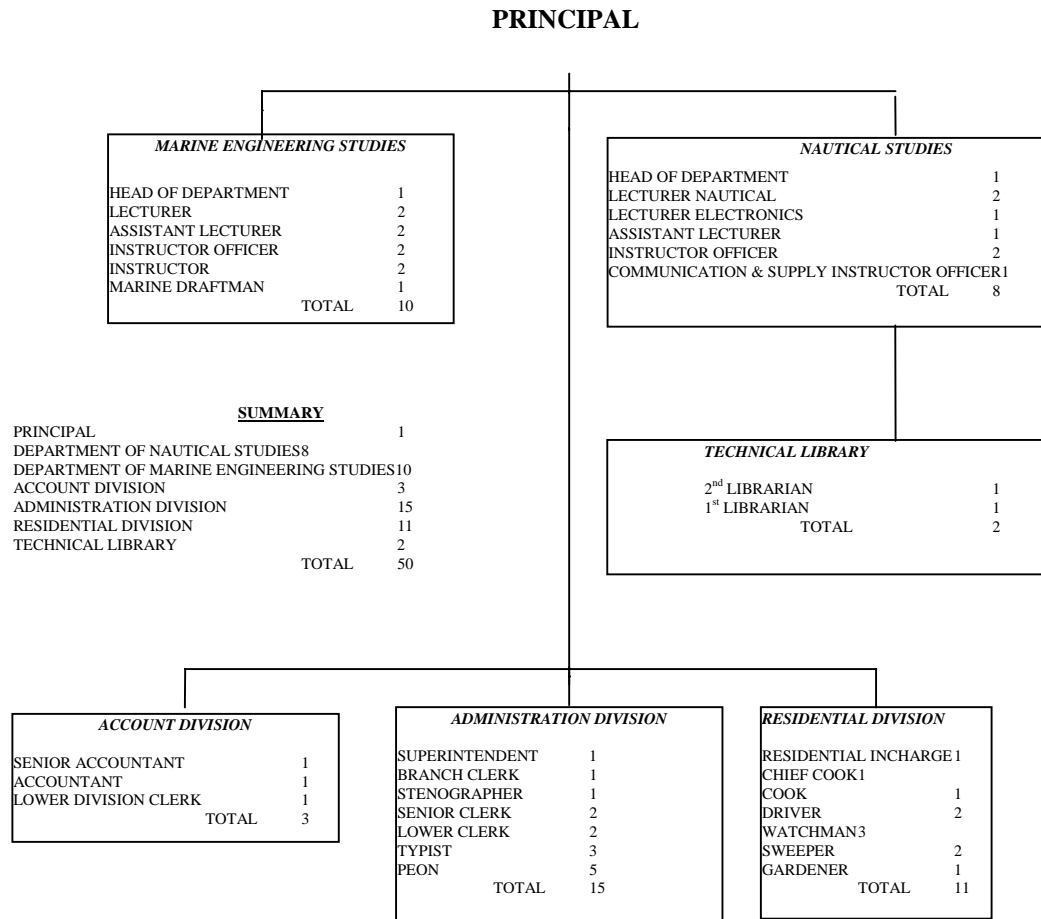 PRINCIPAL
MARINE ENGINEERING STUDIES
HEAD OF DEPARTMENT 1
LECTURER 2
ASSISTANT LECTURER 2
INSTRUCTOR OFFICER 2
INSTRUCTOR 2
MARINE DRAFTMAN 1
TOTAL 10
NAUTICAL STUDIES
HEAD OF DEPARTMENT 1
LECTURER NAUTICAL 2
LECTURER ELECTRONICS 1
ASSISTANT LECTURER 1
INSTRUCTOR OFFICER 2
COMMUNICATION & SUPPLY INSTRUCTOR OFFICER1
TOTAL 8
SUMMARY
PRINCIPAL 1
DEPARTMENT OF NAUTICAL STUDIES8
DEPARTMENT OF MARINE ENGINEERING STUDIES10
ACCOUNT DIVISION 3
ADMINISTRATION DIVISION 15
RESIDENTIAL DIVISION 11
TECHNICAL LIBRARY 2
TOTAL 50
TECHNICAL LIBRARY
2nd LIBRARIAN 1
1st LIBRARIAN 1
TOTAL 2
ACCOUNT DIVISION
SENIOR ACCOUNTANT 1
ACCOUNTANT 1
LOWER DIVISION CLERK 1
TOTAL 3
ADMINISTRATION DIVISION
SUPERINTENDENT 1
BRANCH CLERK 1
STENOGRAPHER 1
SENIOR CLERK 2
LOWER CLERK 2
TYPIST 3
PEON 5
TOTAL 15
RESIDENTIAL DIVISION
RESIDENTIAL INCHARGE 1
CHIEF COOK1
COOK 1
DRIVER 2
WATCHMAN3
SWEEPER 2
GARDENER 1
TOTAL 11